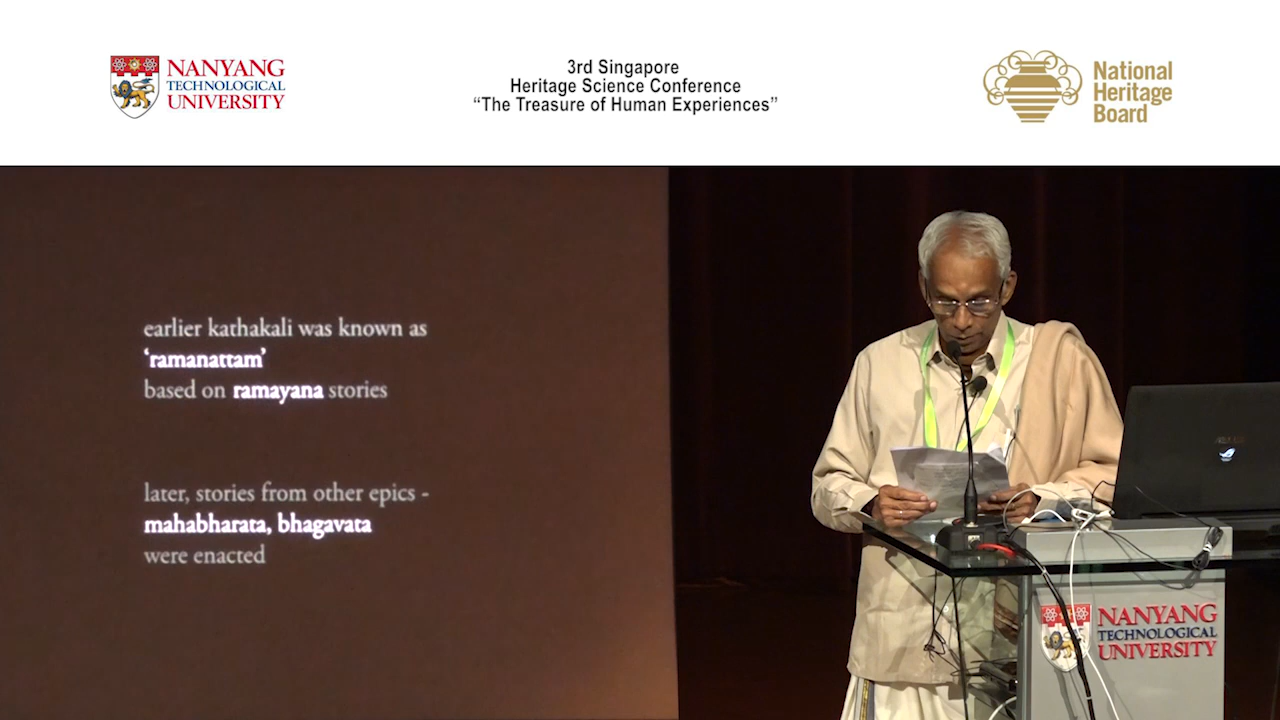 NANYANG
TECHNOLOGICAL
UNIVERSITY
3rd Singapore
Heritage Science Conference
“The Treasure of Human Experiences”
National
Heritage
Board
earlier kathakali was known as
‘ramanattam’
based on ramayana stories
later, stories from other epics -
mahabharata, bhagavata
were enacted
NANYANG
TECHNOLOGICAL
UNIVERSITY